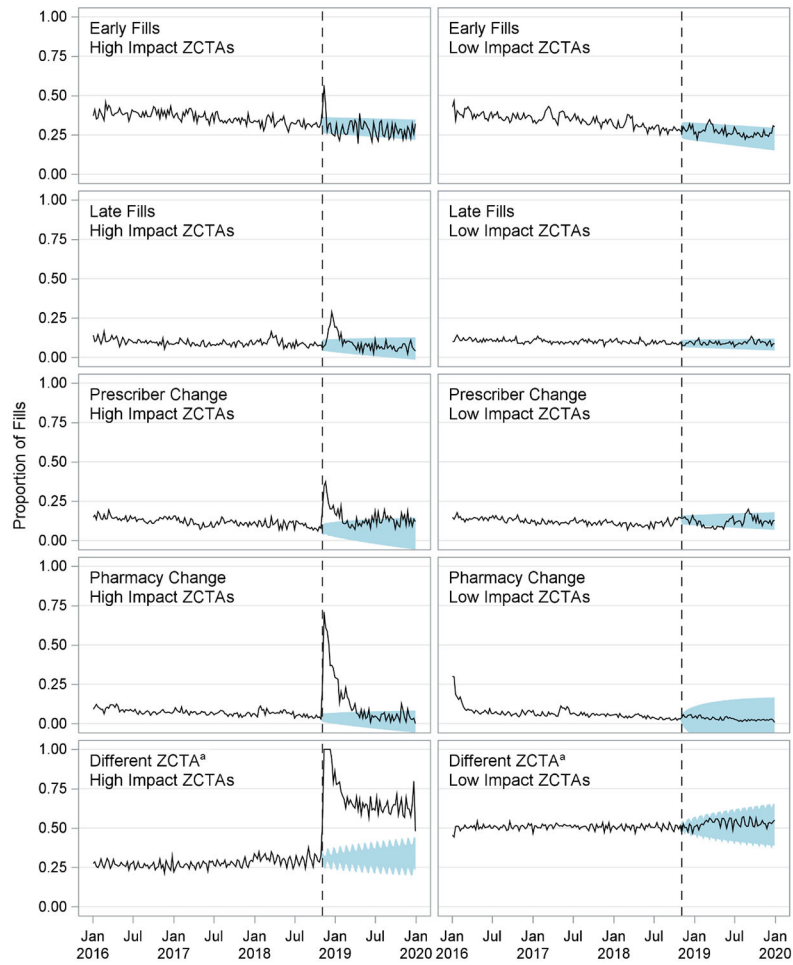 Proportion of Fills
1.00
0.75
0.50
0.25
0.00
Early Fills
High Impact ZCTAs
Early Fills
Low Impact ZCTAs
1.00
0.75
0.50
0.25
0.00
Late Fills
High Impact ZCTAs
Late Fills
Low Impact ZCTAs
1.00
0.75
0.50
0.25
0.00
Prescriber Change
High Impact ZCTAs
Prescriber Change
Low Impact ZCTAs
1.00
0.75
0.50
0.25
0.00
Pharmacy Change
High Impact ZCTAs
Pharmacy Change
Low Impact ZCTAs
1.00
0.75
0.50
0.25
0.00
Different ZCTAᵃ
High Impact ZCTAs
Different ZCTAᵃ
Low Impact ZCTAs
Jan Jul Jan Jul Jan Jul Jan Jul Jan
2016 2017 2018 2019 2020
Jan Jul Jan Jul Jan Jul Jan Jul Jan
2016 2017 2018 2019 2020